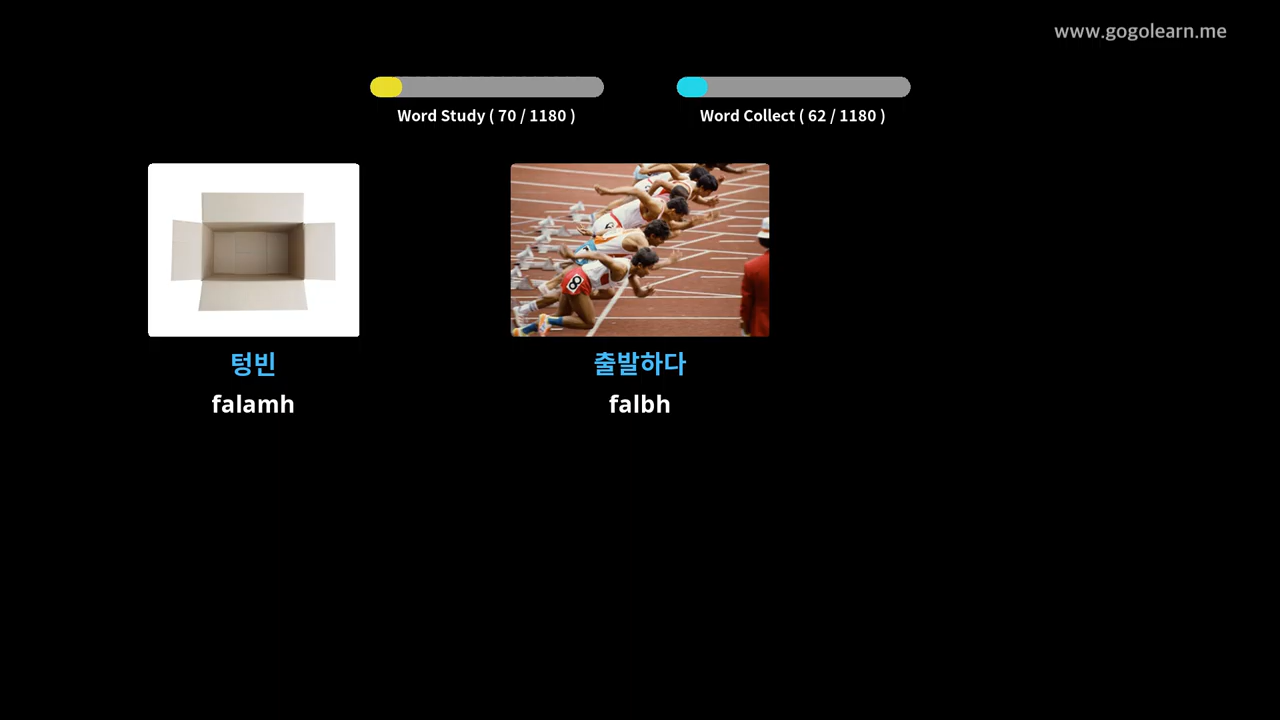 www.gogolearn.me
Word Study ( 70 / 1180 )
Word Collect ( 62 / 1180 )
텅빈
falamh
출발하다
falbh
8